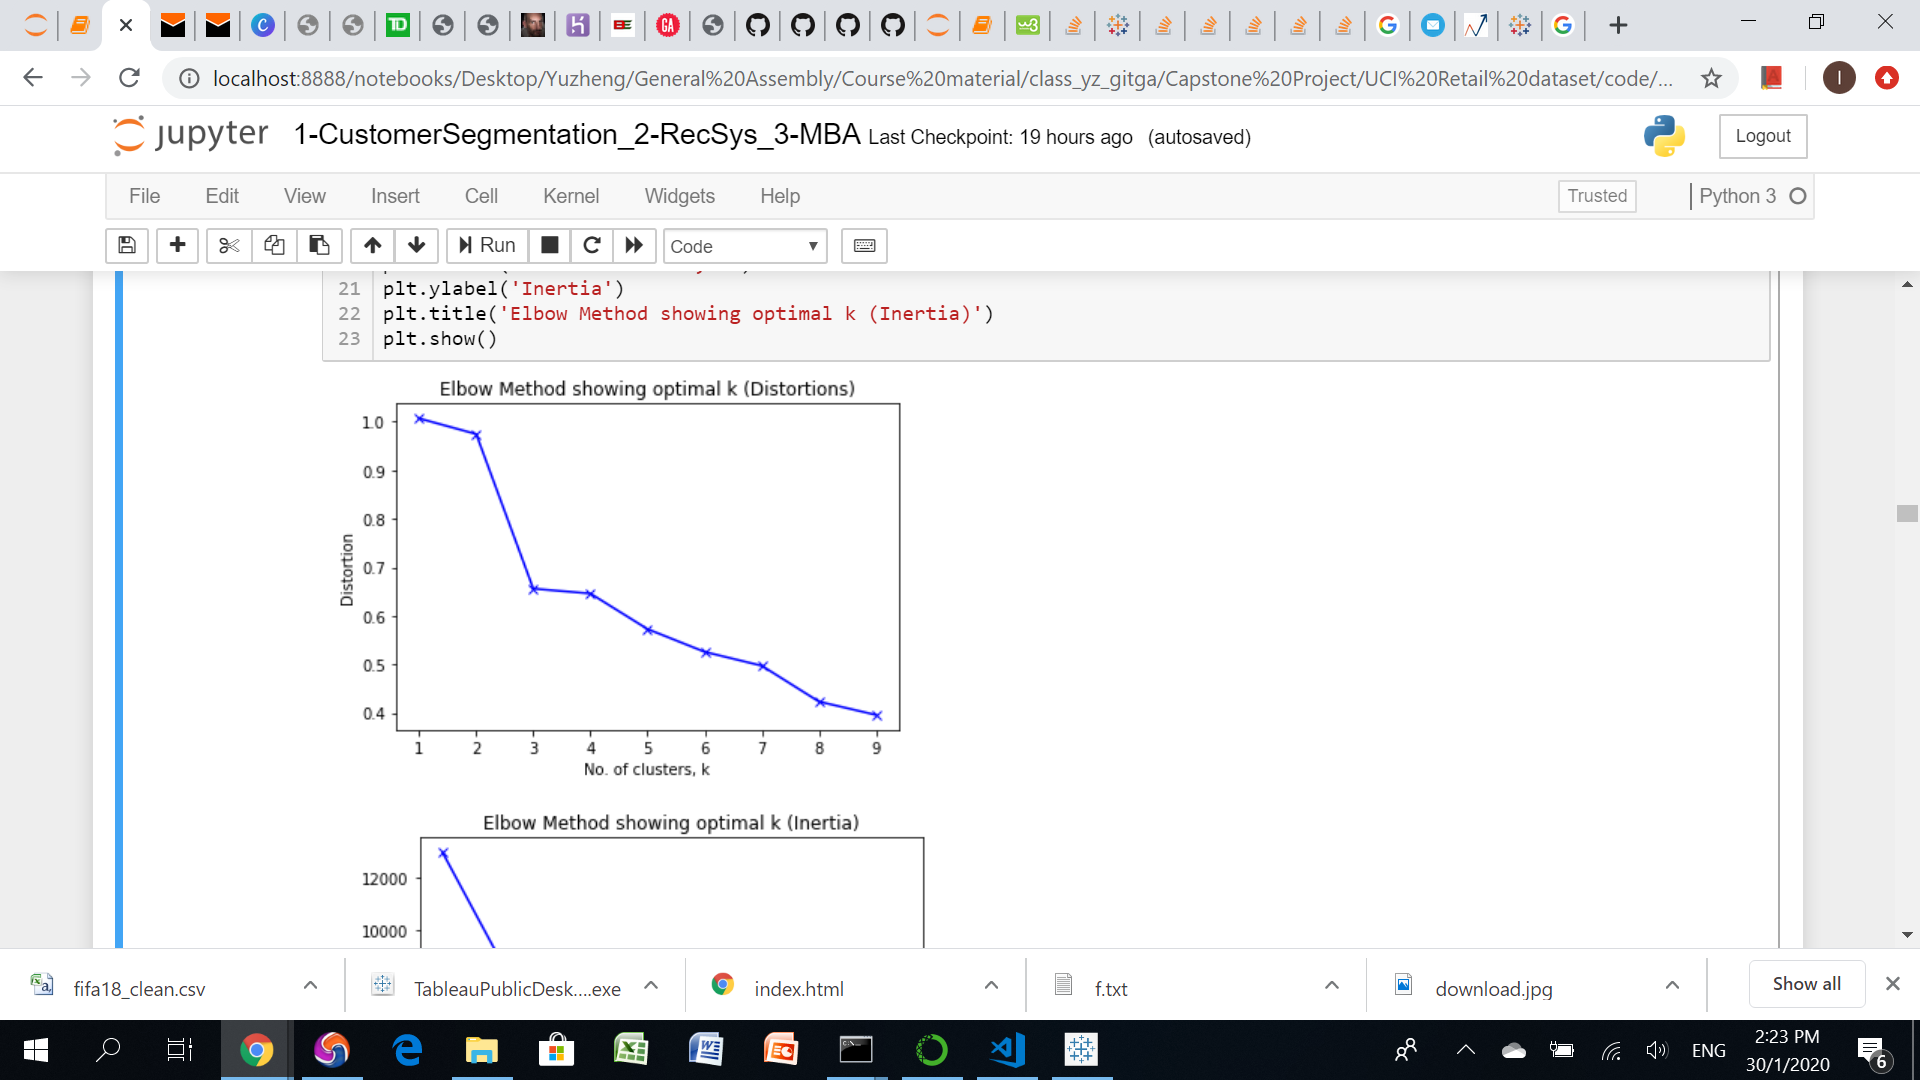 localhost:8888/notebooks/Desktop/Yuzheng/General%20Assembly/Course%20material/class_yz_gitga/Capstone%20Project/UCI%20Retail%20dataset/code/...
jupyter 1-CustomerSegmentation_2-RecSys_3-MBA Last Checkpoint: 19 hours ago (autosaved)
Logout
File Edit View Insert Cell Kernel Widgets Help
Trusted
Python 3
Run
Code
21 plt.ylabel('Inertia')
22 plt.title('Elbow Method showing optimal k (Inertia)')
23 plt.show()
Elbow Method showing optimal k (Distortions)
1.0
0.9
0.8
0.7
0.6
0.5
0.4
Distortion
1 2 3 4 5 6 7 8 9
No. of clusters, k
Elbow Method showing optimal k (Inertia)
12000
10000
fifa18_clean.csv
TableauPublicDesk....exe
index.html
f.txt
download.jpg
Show all
ENG
2:23 PM
30/1/2020
6